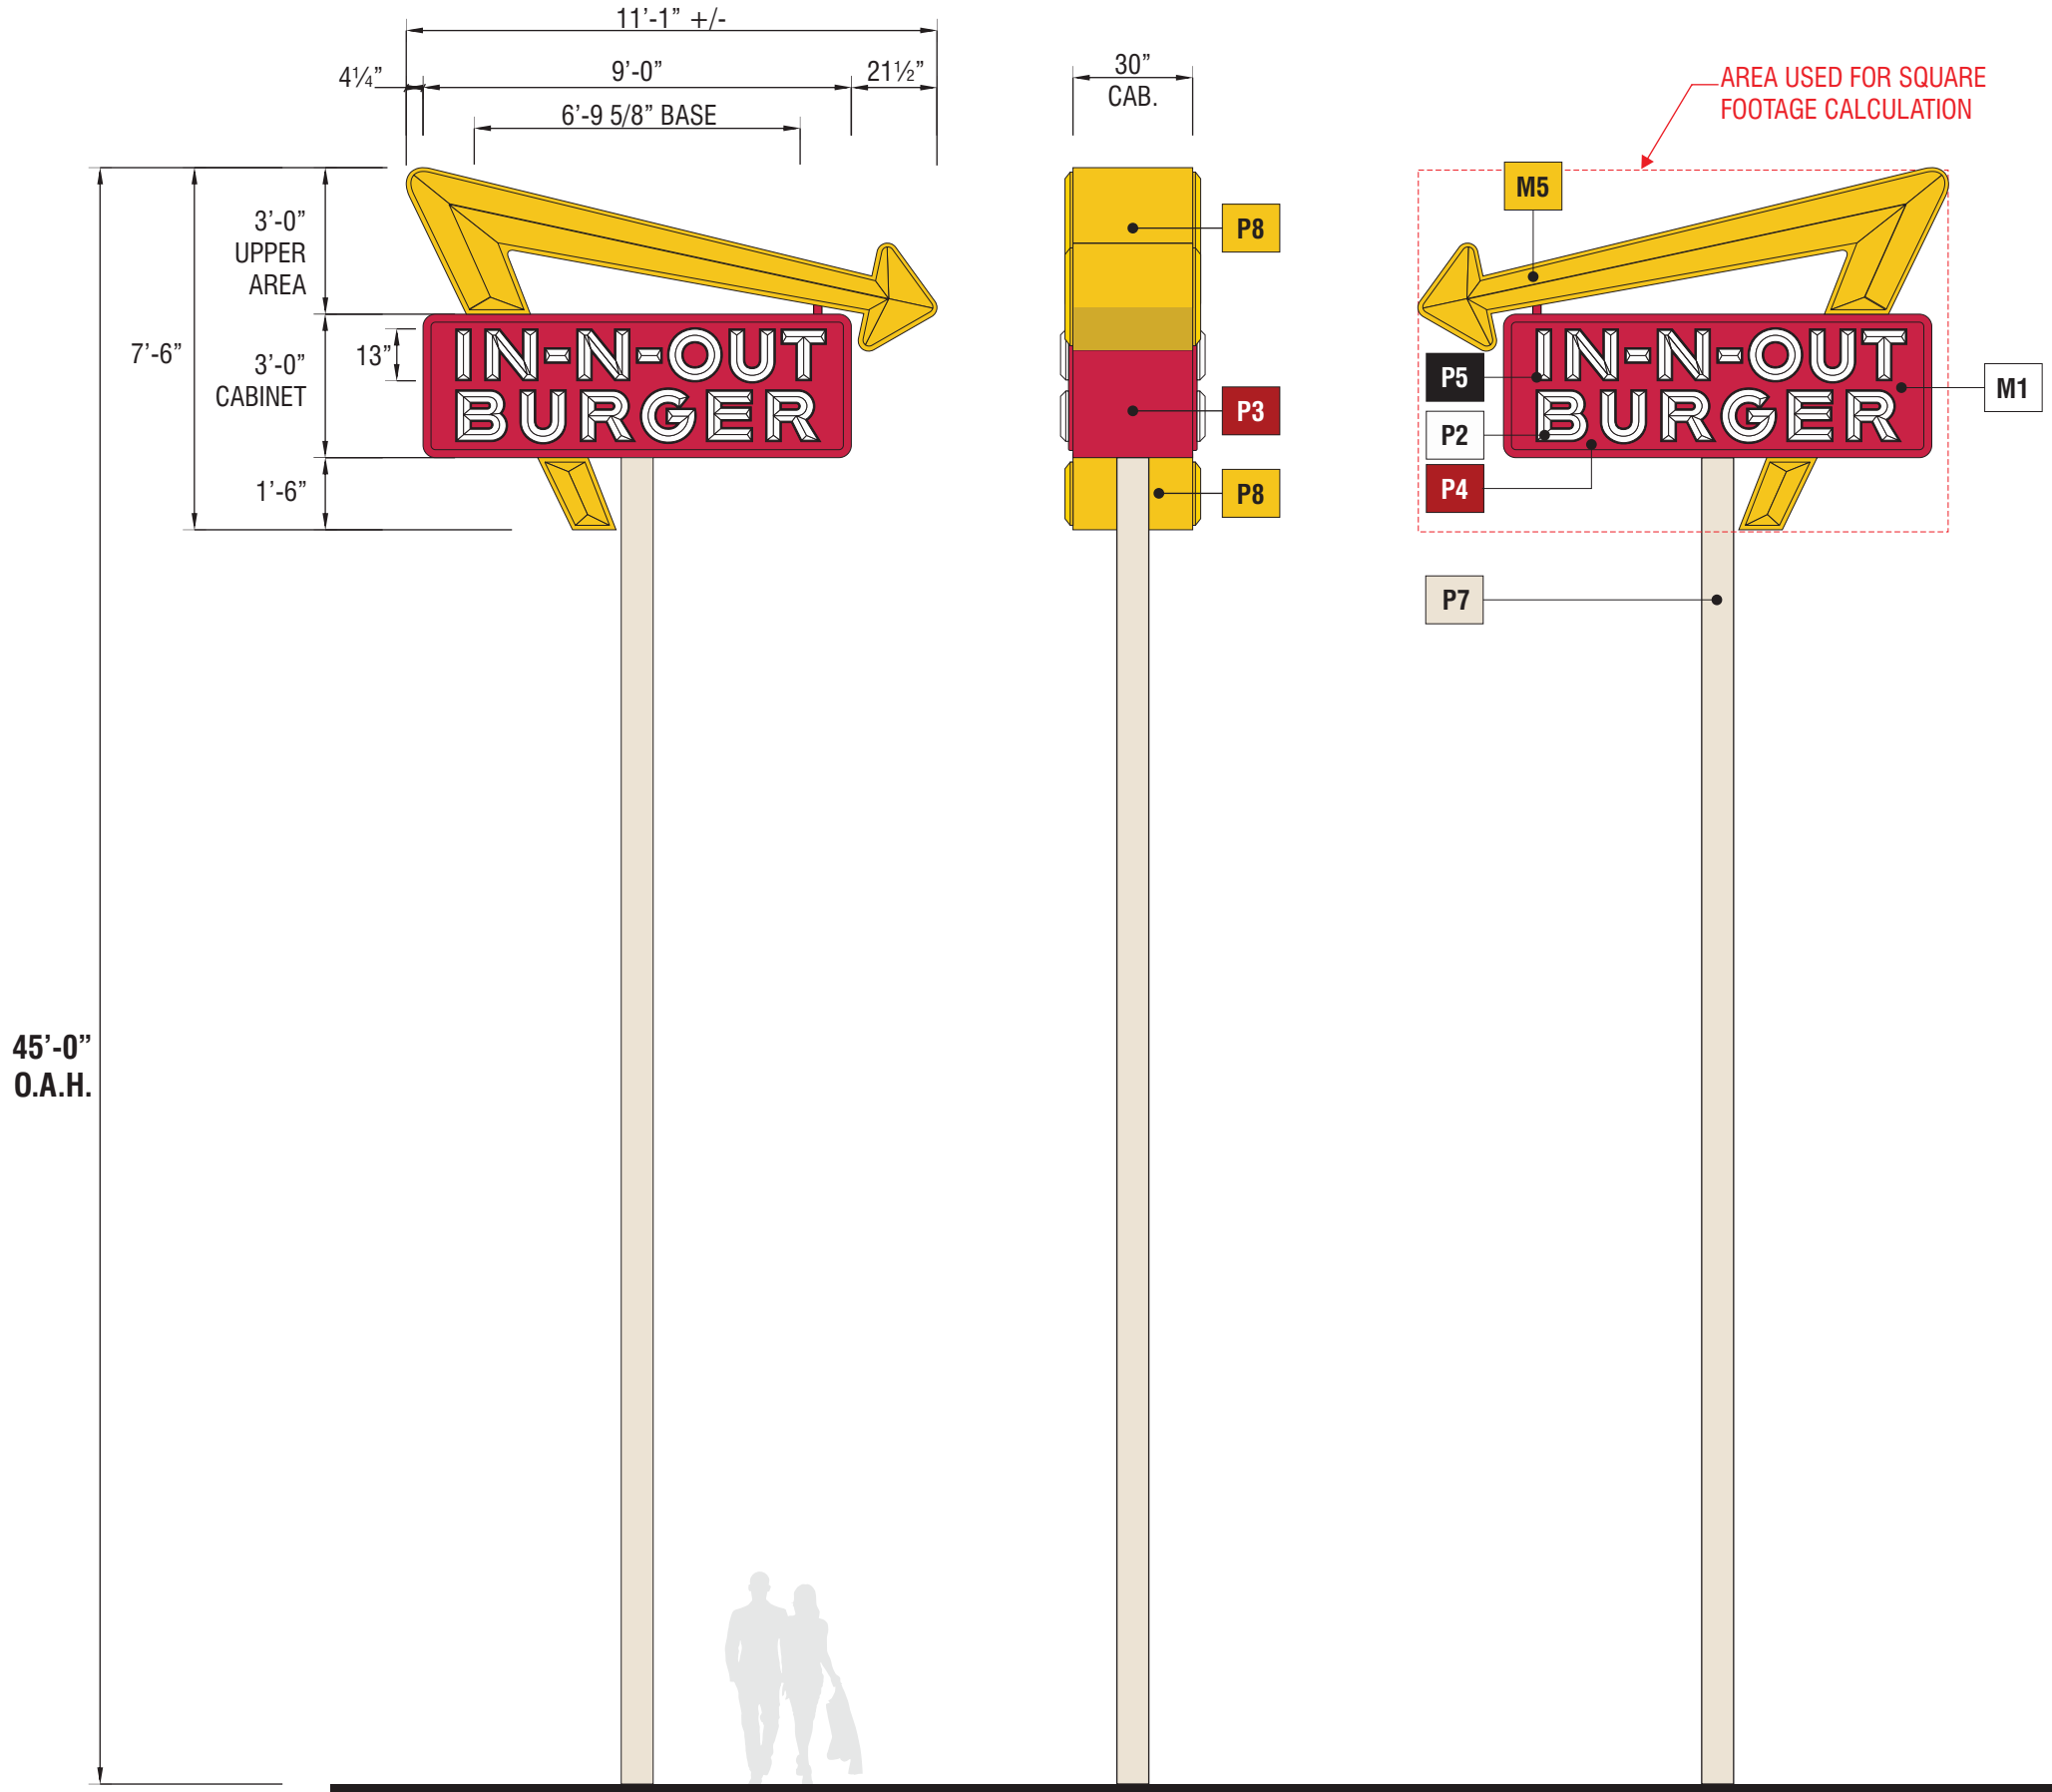 11’-1” +/-
4¼”
9’-0”
21½”
6’-9 5/8” BASE
30”
CAB.
AREA USED FOR SQUARE
FOOTAGE CALCULATION
3’-0”
UPPER
AREA
7’-6”
3’-0”
CABINET
13”
1’-6”
45’-0”
O.A.H.
IN-N-OUT
BURGER
P8
P3
P8
M5
IN-N-OUT
BURGER
P5
P2
P4
M1
P7